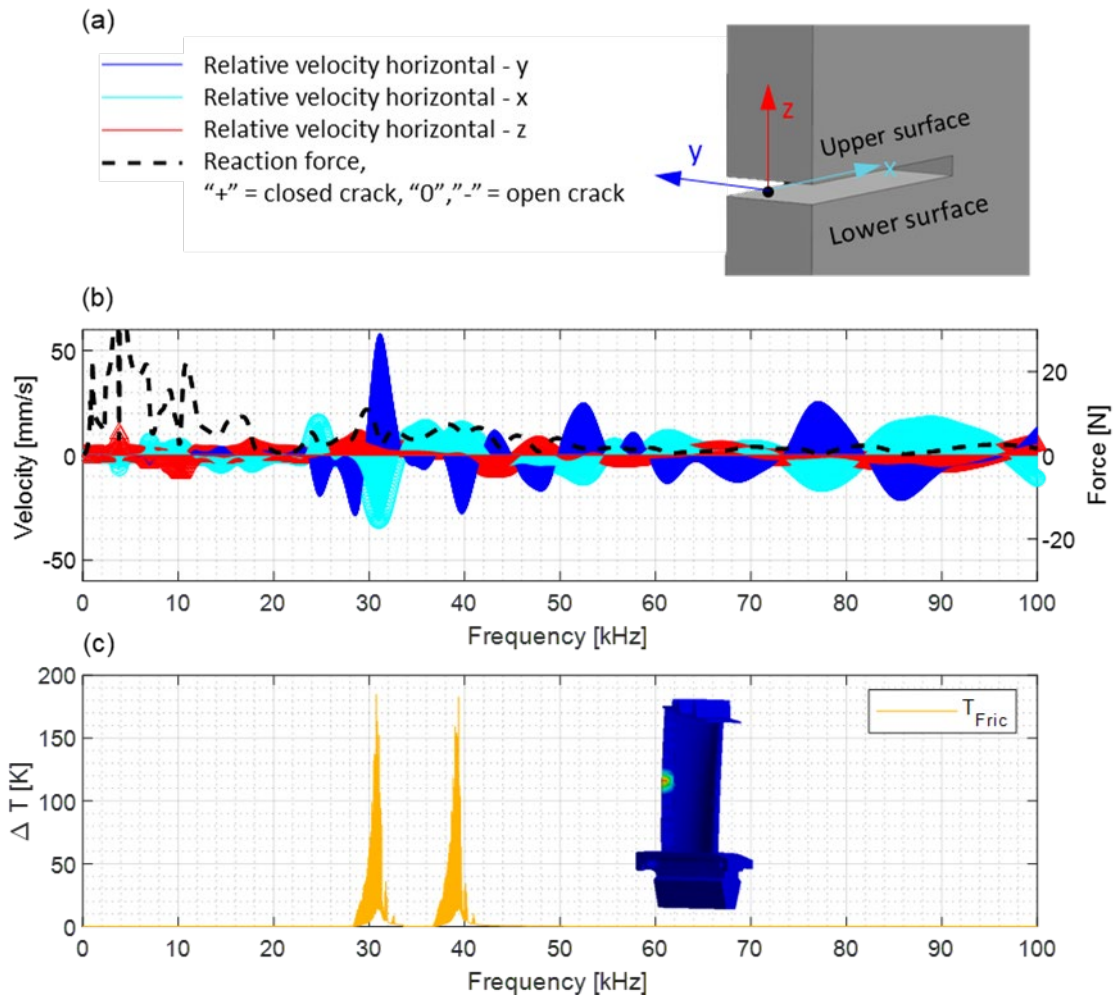 (a)
Relative velocity horizontal - y
Relative velocity horizontal - x
Relative velocity horizontal - z
Reaction force,
“+” = closed crack, “0”,”-” = open crack
z
y
x
Upper surface
Lower surface
(b)
50
0
-50
Velocity [mm/s]
20
0
-20
Force [N]
0 10 20 30 40 50 60 70 80 90 100
Frequency [kHz]
(c)
200
150
100
50
0
Δ T [K]
T_Fric
0 10 20 30 40 50 60 70 80 90 100
Frequency [kHz]